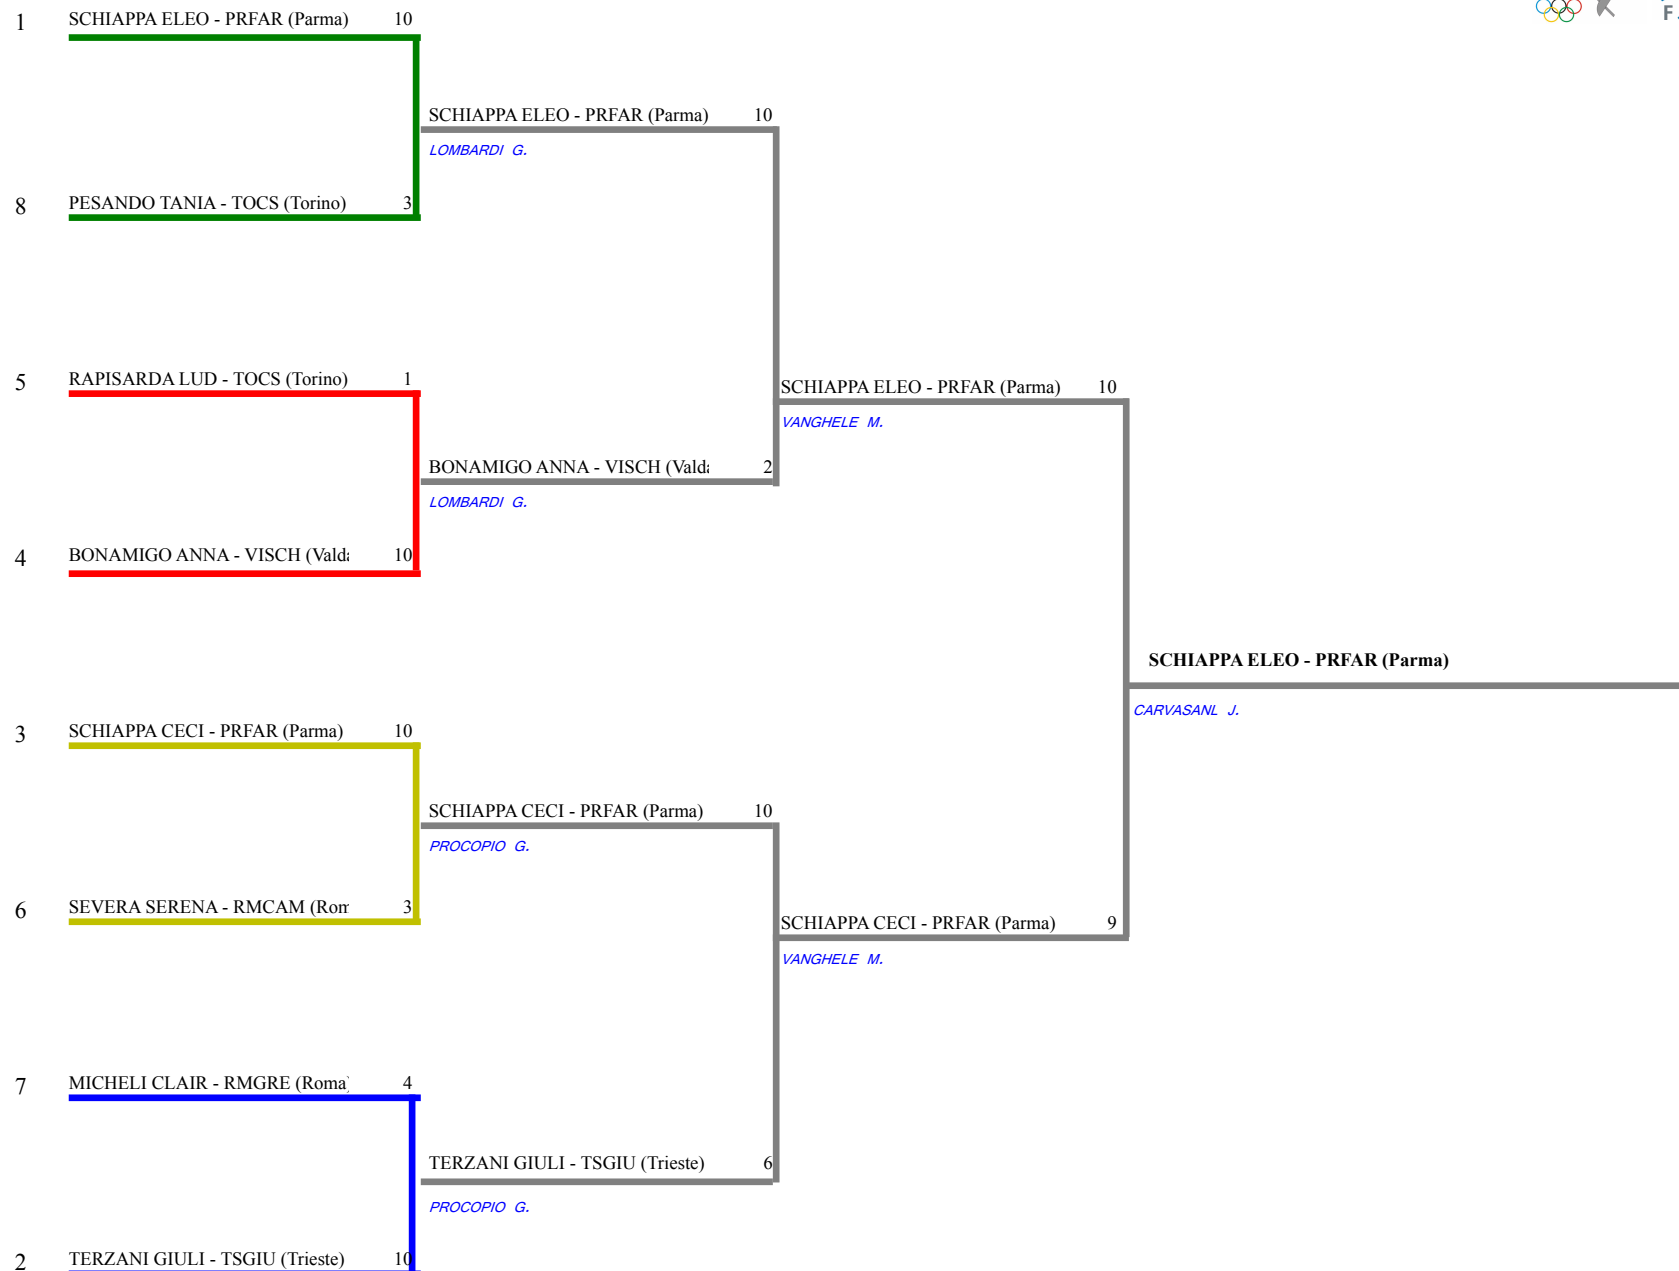 1 SCHIAPPA ELEO - PRFAR (Parma) 10
F
SCHIAPPA ELEO - PRFAR (Parma) 10
LOMBARDI G.
8 PESANDO TANIA - TOCS (Torino) 3
5 RAPISARDA LUD - TOCS (Torino) 1
SCHIAPPA ELEO - PRFAR (Parma) 10
VANGHELE M.
BONAMIGO ANNA - VISCH (Valda 2
LOMBARDI G.
4 BONAMIGO ANNA - VISCH (Valda 10
SCHIAPPA ELEO - PRFAR (Parma)
CARVASANL J.
3 SCHIAPPA CECI - PRFAR (Parma) 10
SCHIAPPA CECI - PRFAR (Parma) 10
PROCOPIO G.
6 SEVERA SERENA - RMCAM (Rom 3
SCHIAPPA CECI - PRFAR (Parma) 9
VANGHELE M.
7 MICHELI CLAIR - RMGRE (Roma) 4
TERZANI GIULI - TSGIU (Trieste) 6
PROCOPIO G.
2 TERZANI GIULI - TSGIU (Trieste) 10